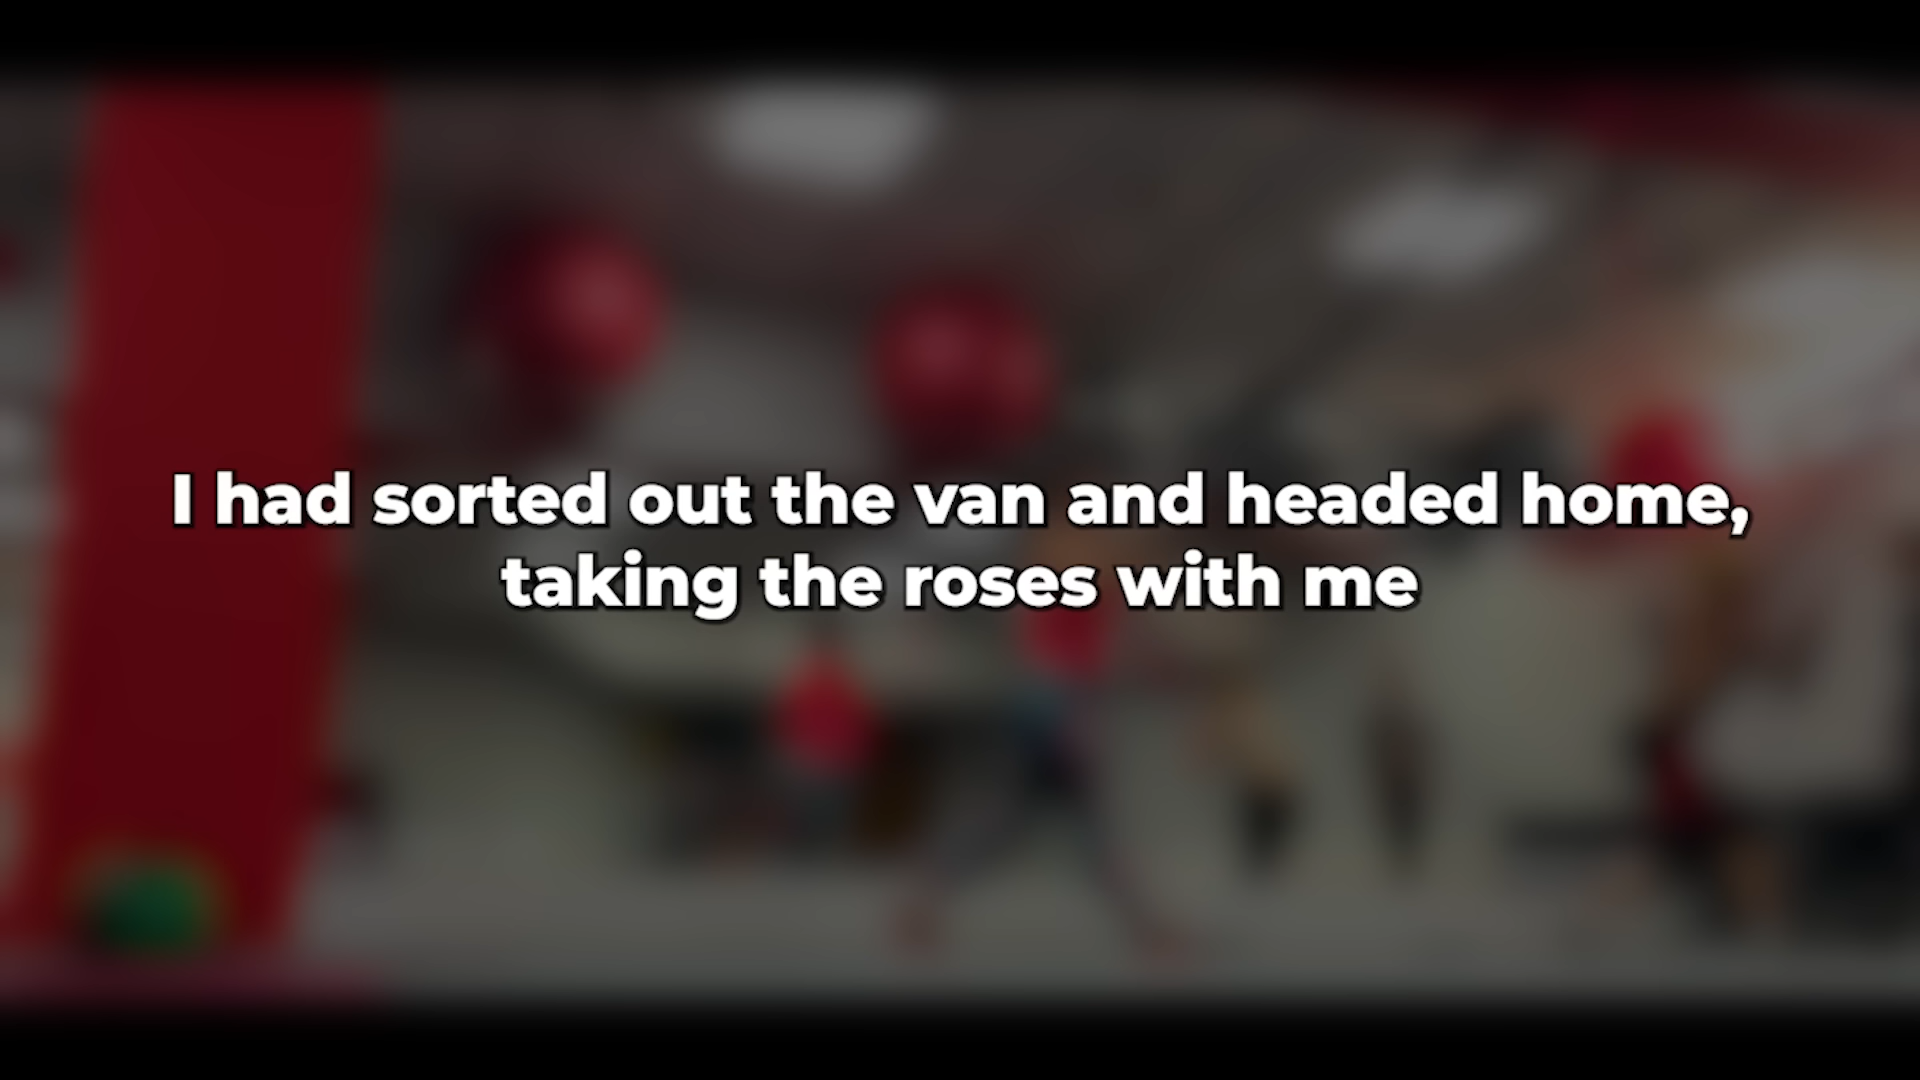 I had sorted out the van and headed home,
taking the roses with me